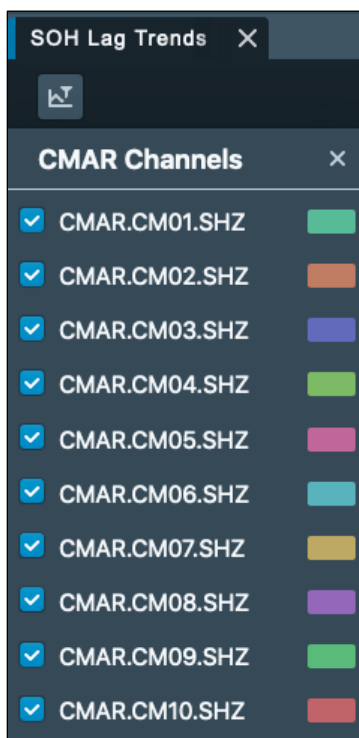 SOH Lag Trends
CMAR Channels
CMAR.CM01.SHZ
CMAR.CM02.SHZ
CMAR.CM03.SHZ
CMAR.CM04.SHZ
CMAR.CM05.SHZ
CMAR.CM06.SHZ
CMAR.CM07.SHZ
CMAR.CM08.SHZ
CMAR.CM09.SHZ
CMAR.CM10.SHZ